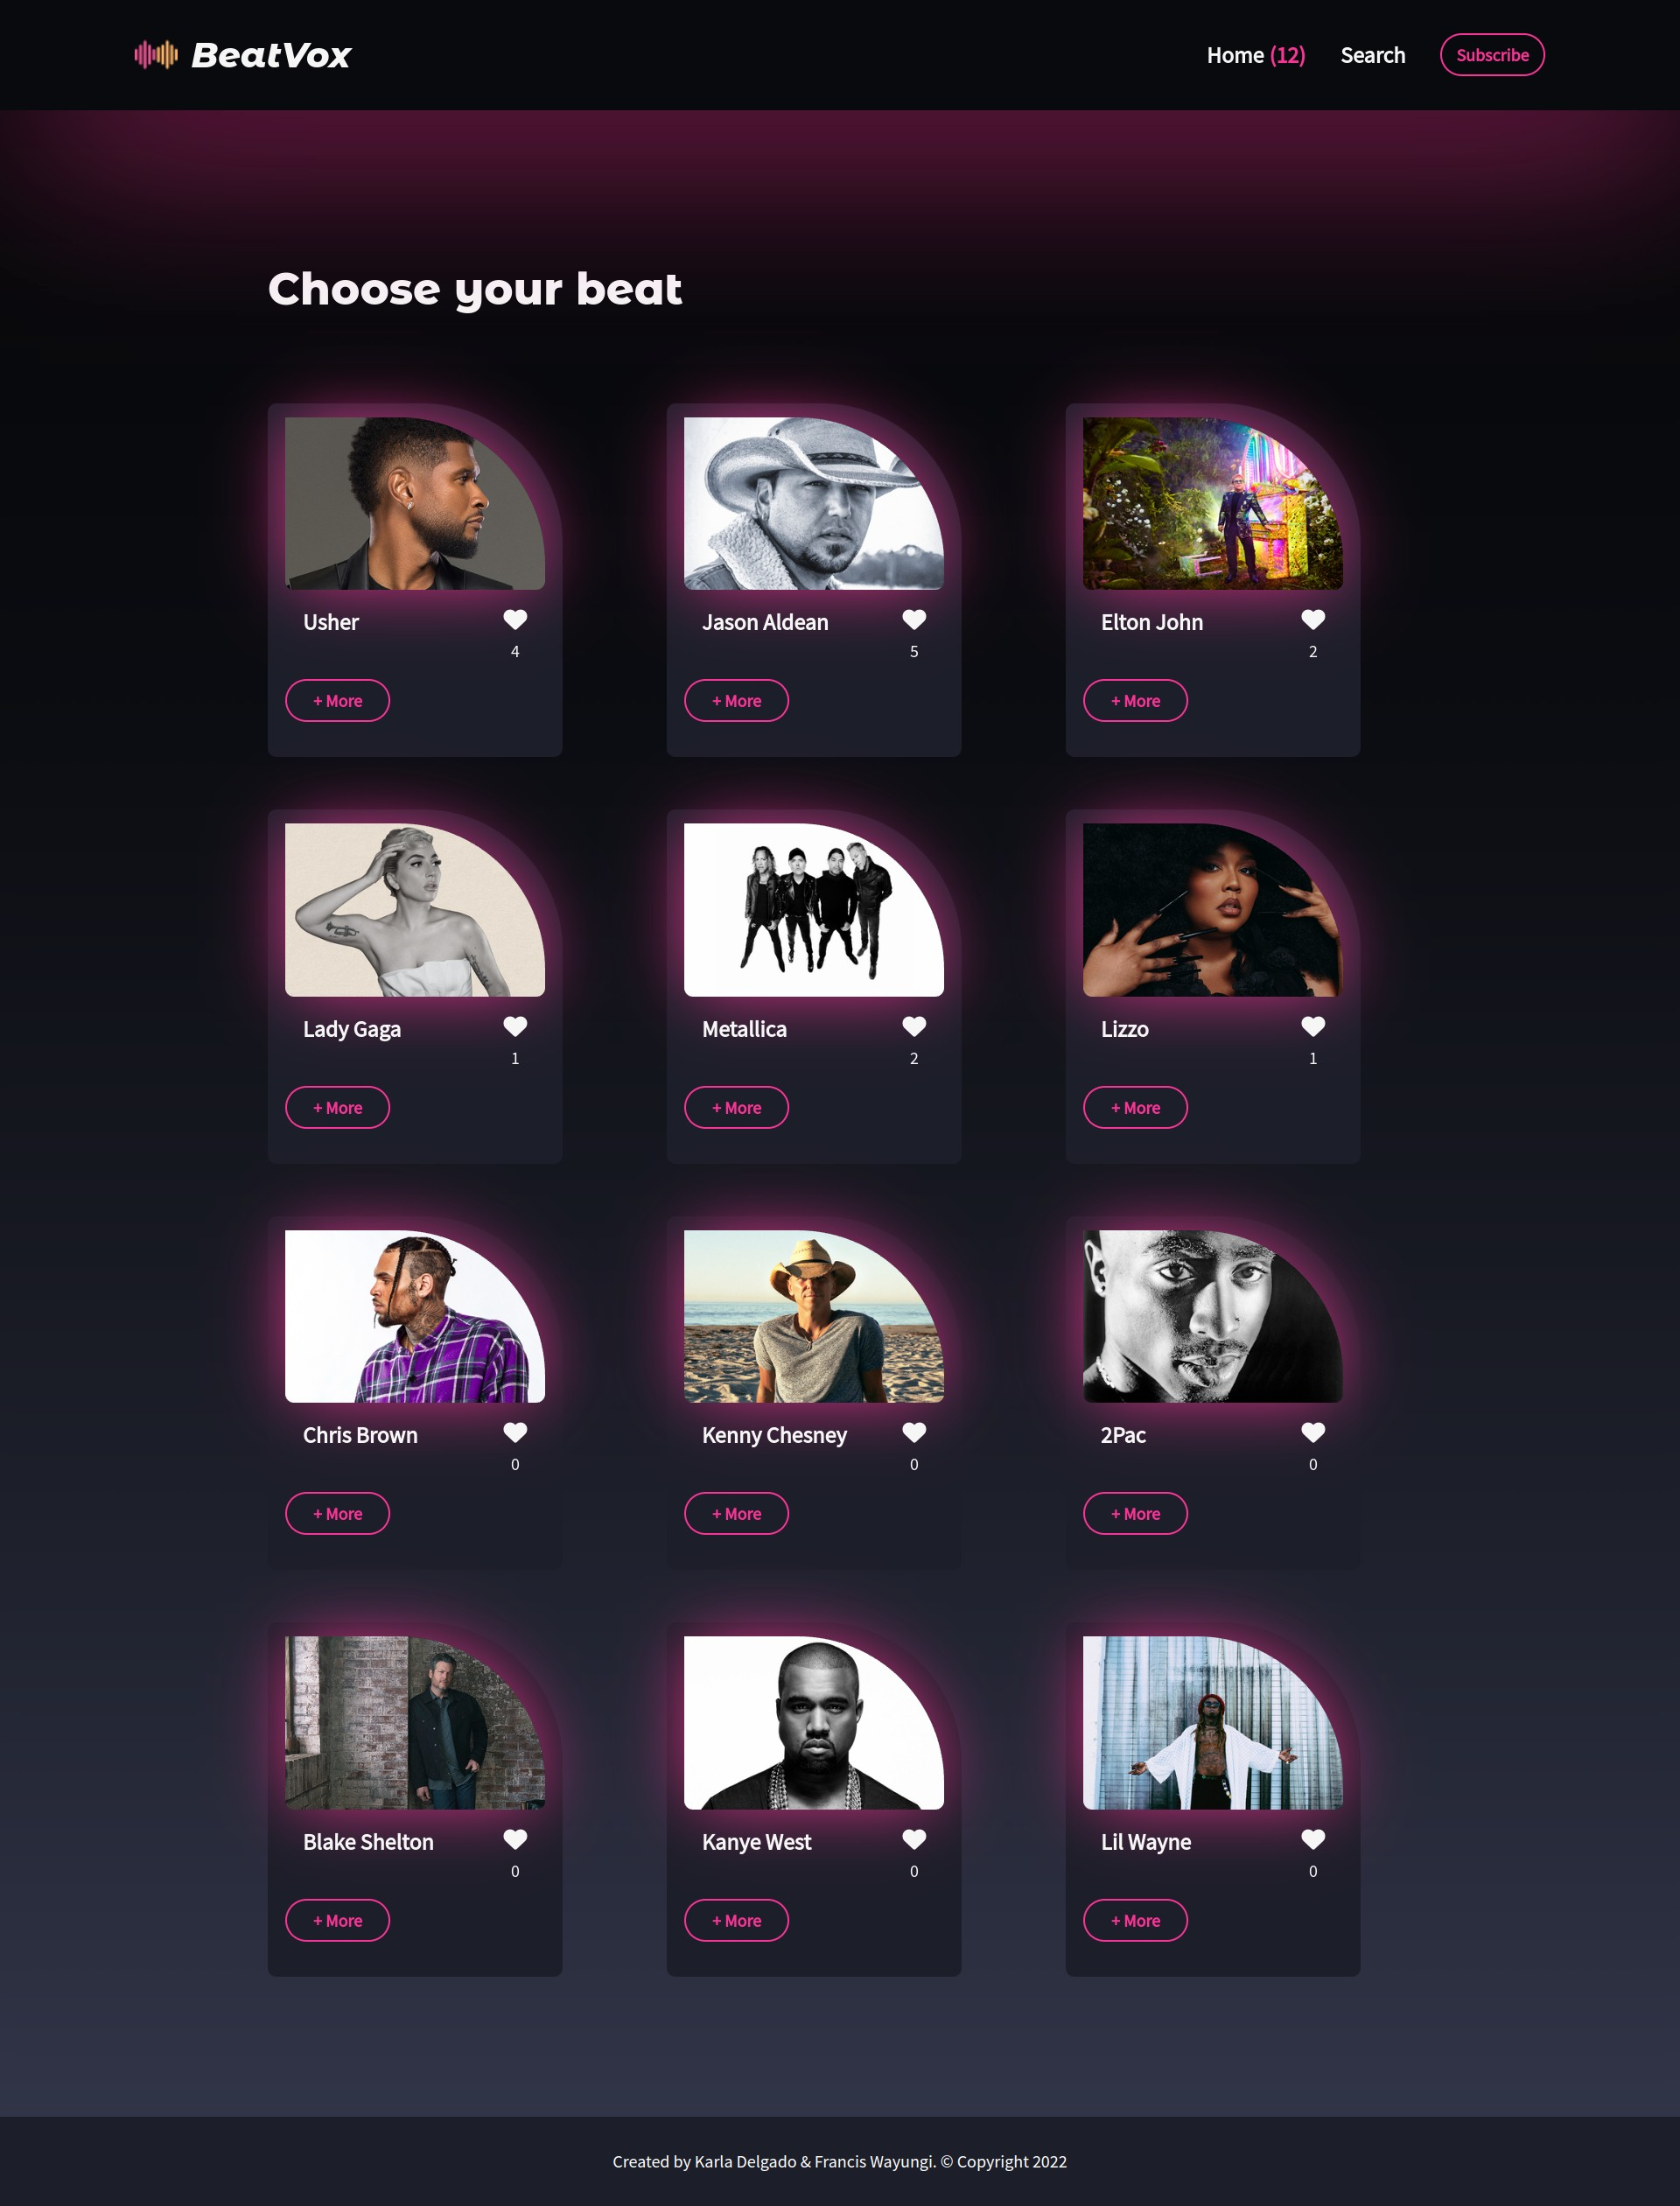 BeatVox
Home (12) Search Subscribe
Choose your beat
Usher
4
+ More
Jason Aldean
5
+ More
Elton John
2
+ More
Lady Gaga
1
+ More
Metallica
2
+ More
Lizzo
1
+ More
Chris Brown
0
+ More
Kenny Chesney
0
+ More
2Pac
0
+ More
Blake Shelton
0
+ More
Kanye West
0
+ More
Lil Wayne
0
+ More
Created by Karla Delgado & Francis Wayungi. © Copyright 2022